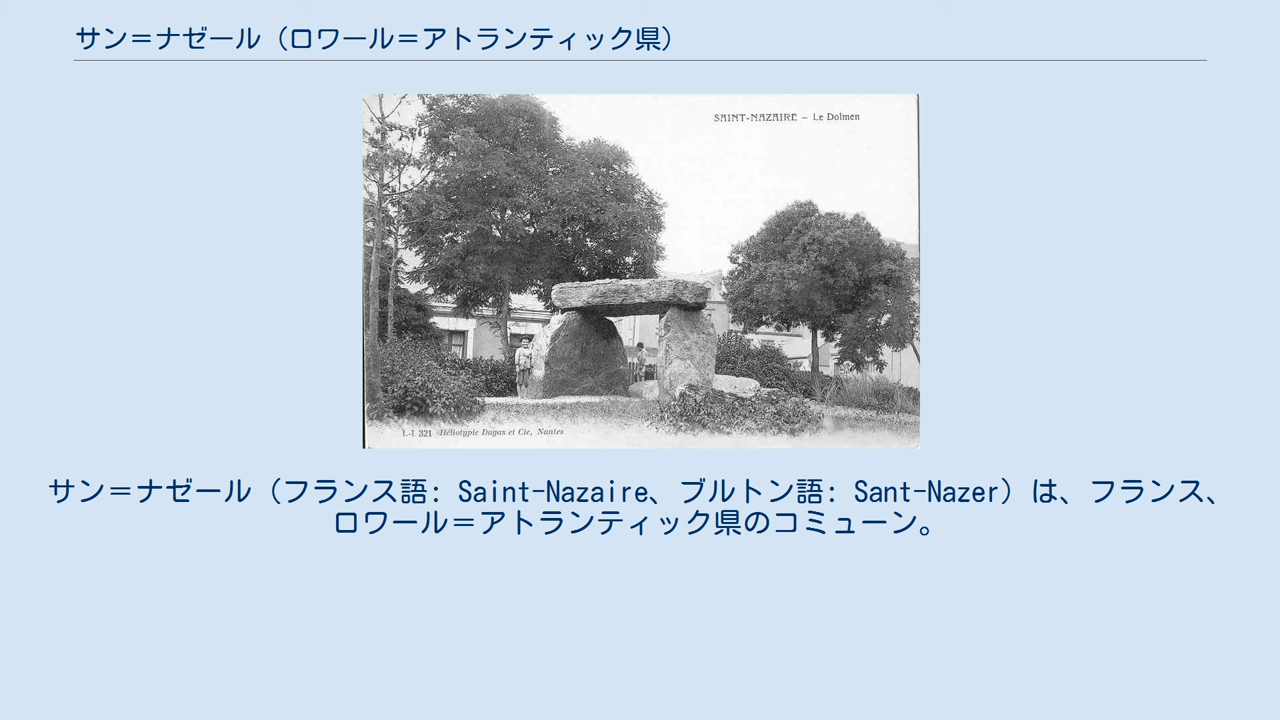 サン＝ナゼール（ロワール＝アトランティック県）
SAINT-NAZAIRE – Le Dolmen
L-I 321 Héliotypie Dugas et Cie, Nantes
サン＝ナゼール（フランス語: Saint-Nazaire、ブルトン語: Sant-Nazer）は、フランス、
ロワール＝アトランティック県のコミューン。